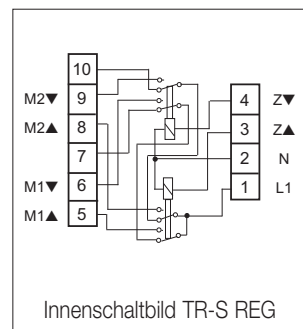 10
M2▼ 9
M2▲ 8
7
M1▼ 6
M1▲ 5
4 Z▼
3 Z▲
2 N
1 L1
Innenschaltbild TR-S REG